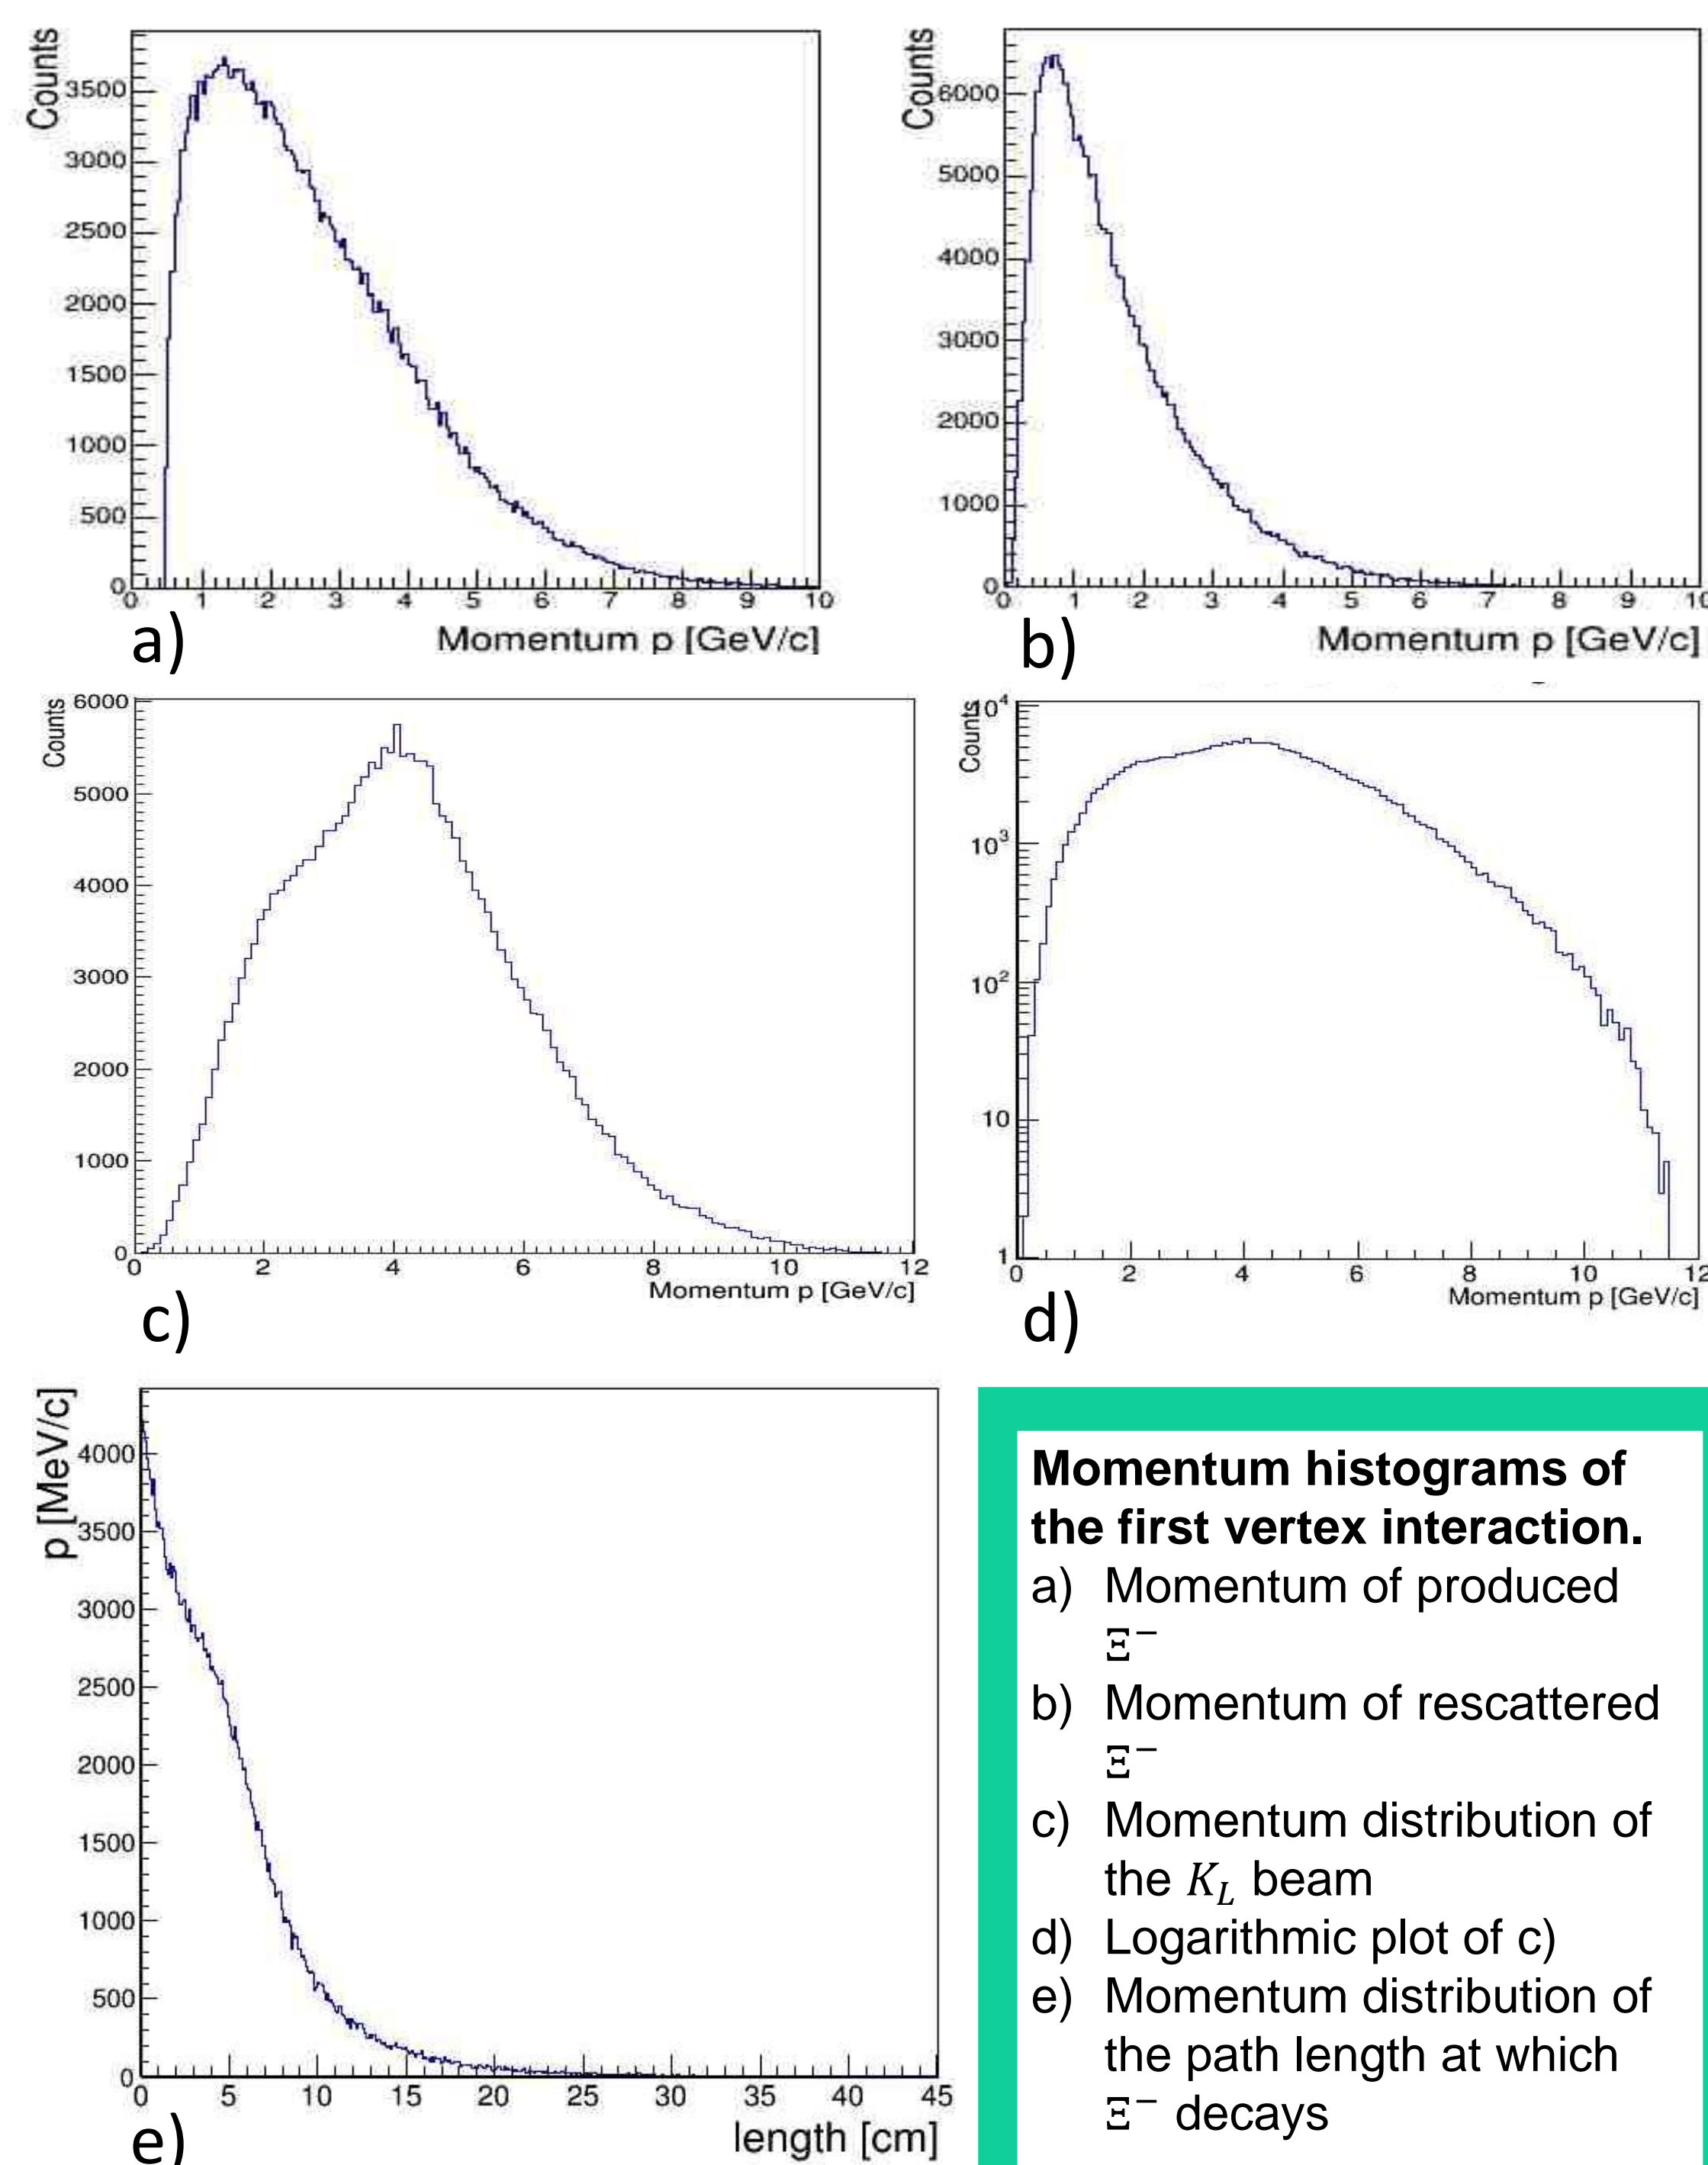 Counts
3500
3000
2500
2000
1500
1000
500
0
0 1 2 3 4 5 6 7 8 9 10
a)
Momentum p [GeV/c]
Counts
6000
5000
4000
3000
2000
1000
0
0 1 2 3 4 5 6 7 8 9 10
b)
Momentum p [GeV/c]
Counts
6000
5000
4000
3000
2000
1000
0
0 2 4 6 8 10 12
Momentum p [GeV/c]
c)
Counts
10⁴
10³
10²
10
1
0 2 4 6 8 10 12
Momentum p [GeV/c]
d)
p [MeV/c]
4000
3500
3000
2500
2000
1500
1000
500
0
0 5 10 15 20 25 30 35 40 45
length [cm]
e)
Momentum histograms of
the first vertex interaction.
a) Momentum of produced
Ξ⁻
b) Momentum of rescattered
Ξ⁻
c) Momentum distribution of
the K_L beam
d) Logarithmic plot of c)
e) Momentum distribution of
the path length at which
Ξ⁻ decays